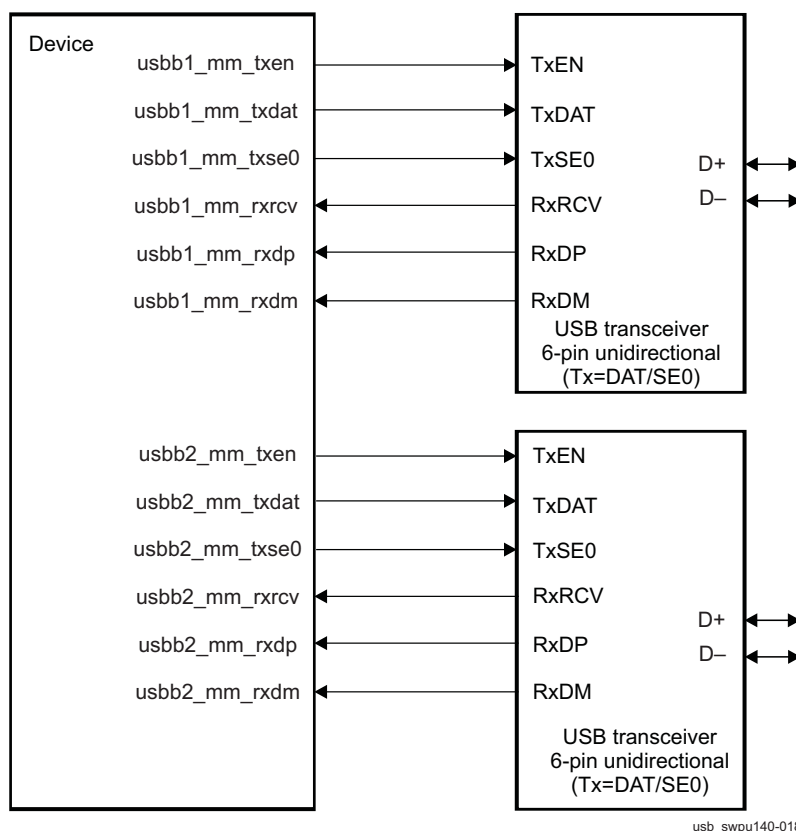 Device
usbb1_mm_txen
TxEN
usbb1_mm_txdat
TxDAT
usbb1_mm_txse0
TxSE0
D+
usbb1_mm_rxrcv
RxRCV
D–
usbb1_mm_rxdp
RxDP
usbb1_mm_rxdm
RxDM
USB transceiver
6-pin unidirectional
(Tx=DAT/SE0)
usbb2_mm_txen
TxEN
usbb2_mm_txdat
TxDAT
usbb2_mm_txse0
TxSE0
usbb2_mm_rxrcv
RxRCV
D+
usbb2_mm_rxdp
RxDP
D–
usbb2_mm_rxdm
RxDM
USB transceiver
6-pin unidirectional
(Tx=DAT/SE0)
usb_swpu140-018